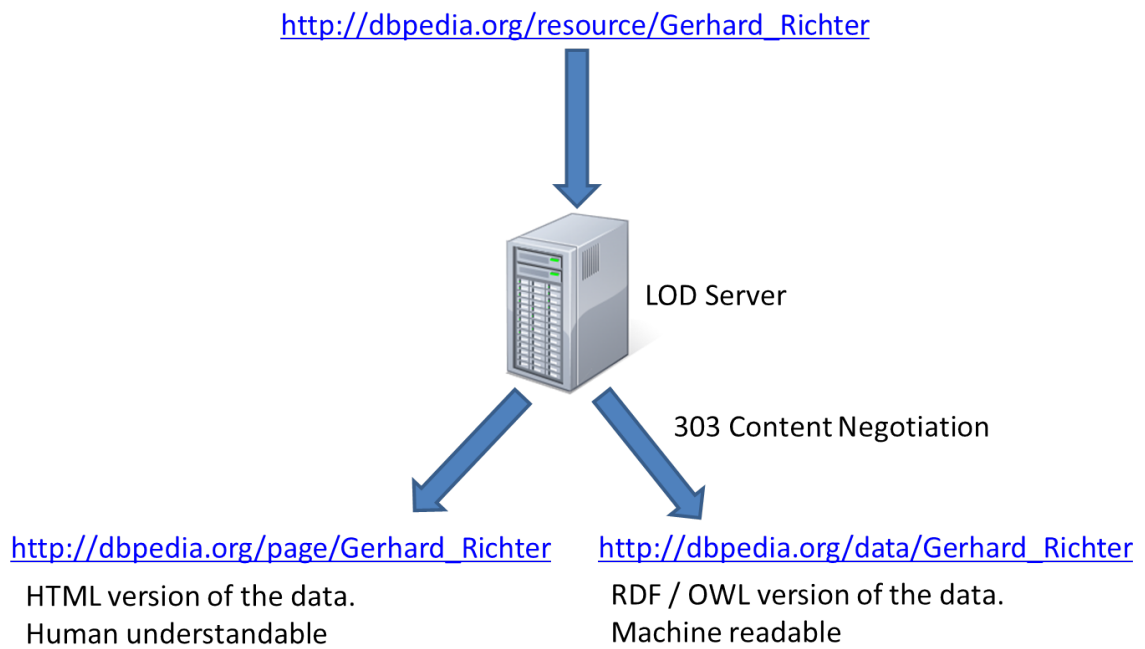 http://dbpedia.org/resource/Gerhard_Richter
LOD Server
303 Content Negotiation
http://dbpedia.org/page/Gerhard_Richter
HTML version of the data.
Human understandable
http://dbpedia.org/data/Gerhard_Richter
RDF / OWL version of the data.
Machine readable